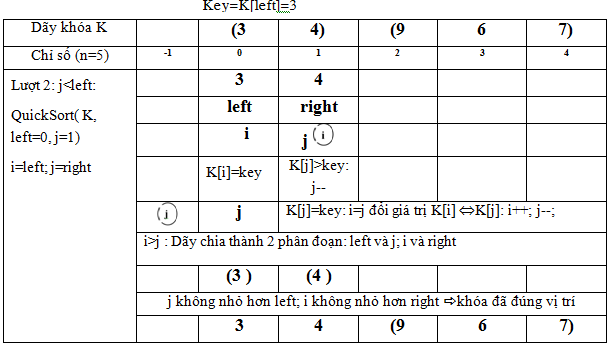 Key=K[left]=3
Dãy khóa K (3 4) (9 6 7)
Chỉ số (n=5) -1 0 1 2 3 4
Lượt 2: j<left:
QuickSort( K,
left=0, j=1)
i=left; j=right
3 4
left right
i j i
K[i]=key K[j]>key:
j--
j j K[j]=key: i=j đổi giá trị K[i] ⇔K[j]: i++; j--;
i>j : Dãy chia thành 2 phân đoạn: left và j; i và right
(3 ) (4 )
j không nhỏ hơn left; i không nhỏ hơn right ⇨khóa đã đúng vị trí
3 4 (9 6 7)